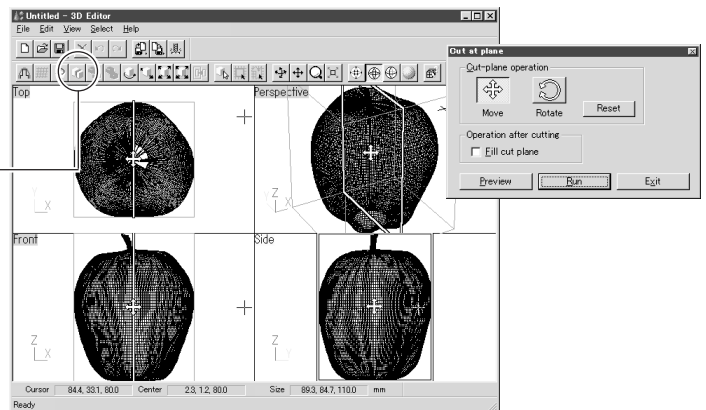 Untitled - 3D Editor
File Edit View Select Help
Top
Perspective
Y
X
Z
X
Front
Side
Z
X
Z
Y
Cursor 84.4, 33.1, 80.0 Center 2.3, 1.2, 80.0 Size 89.3, 84.7, 110.0 mm
Ready
Cut at plane
Cut-plane operation
Move Rotate Reset
Operation after cutting
Fill cut plane
Preview Run Exit